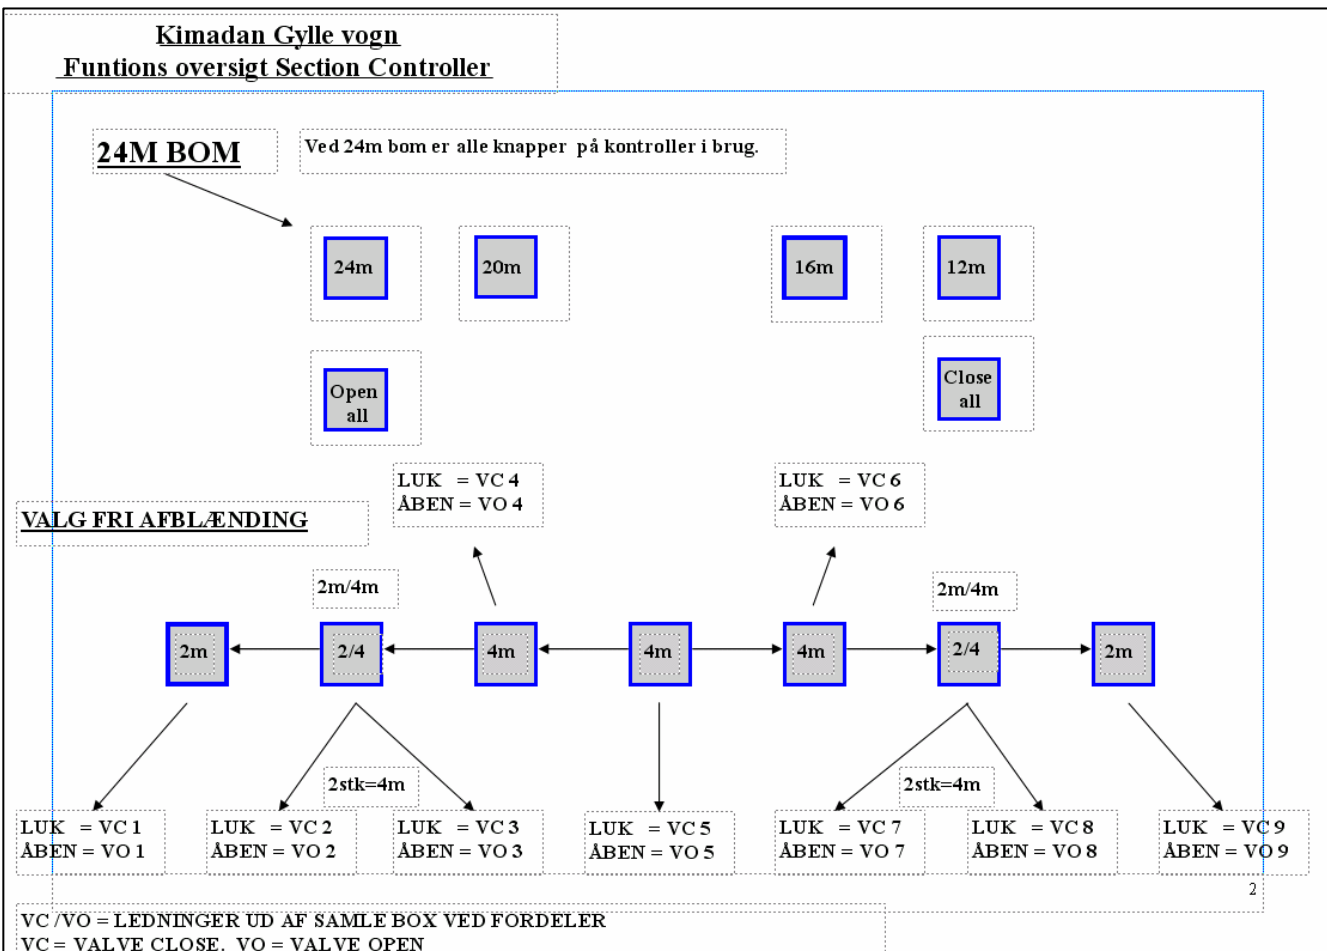 Kimadan Gylle vogn
Funtions oversigt Section Controller
24M BOM
Ved 24m bom er alle knapper på kontroller i brug.
24m
20m
16m
12m
Open
all
Close
all
LUK = VC 4
ÅBEN = VO 4
LUK = VC 6
ÅBEN = VO 6
VALG FRI AFBLÆNDING
2m/4m
2m/4m
2m
2/4
4m
4m
4m
2/4
2m
2stk=4m
2stk=4m
LUK = VC 1
ÅBEN = VO 1
LUK = VC 2
ÅBEN = VO 2
LUK = VC 3
ÅBEN = VO 3
LUK = VC 5
ÅBEN = VO 5
LUK = VC 7
ÅBEN = VO 7
LUK = VC 8
ÅBEN = VO 8
LUK = VC 9
ÅBEN = VO 9
2
VC /VO = LEDNINGER UD AF SAMLE BOX VED FORDELER
VC = VALVE CLOSE. VO = VALVE OPEN